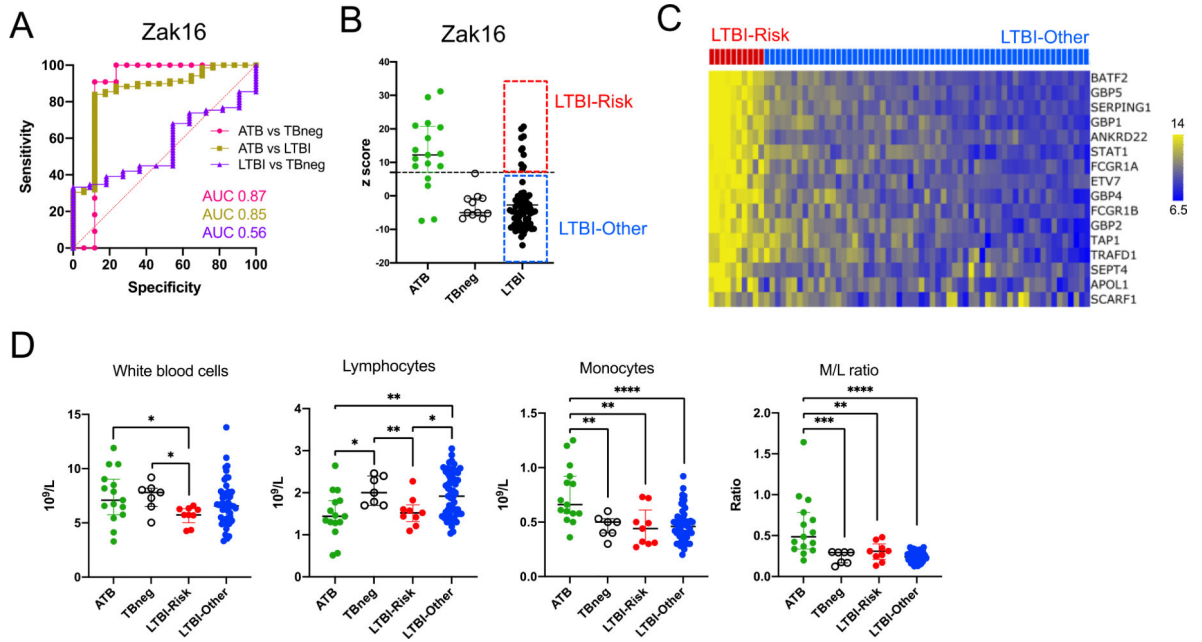 A
Zak16
100
80
60
40
20
0
Sensitivity
0 20 40 60 80 100
Specificity
ATB vs TBneg
ATB vs LTBI
LTBI vs TBneg
AUC 0.87
AUC 0.85
AUC 0.56
B
Zak16
40
30
20
10
0
-10
-20
z score
ATB
TBneg
LTBI
LTBI-Risk
LTBI-Other
C
LTBI-Risk LTBI-Other
BATF2
GBP5
SERPING1
GBP1
ANKRD22
STAT1
FCGR1A
ETV7
GBP4
FCGR1B
GBP2
TAP1
TRAFD1
SEPT4
APOL1
SCARF1
14
6.5
D
White blood cells
15
10
5
0
10⁹/L
* *
ATB
TBneg
LTBI-Risk
LTBI-Other
Lymphocytes
4
3
2
1
0
10⁹/L
**
* ** *
ATB
TBneg
LTBI-Risk
LTBI-Other
Monocytes
1.5
1.0
0.5
0.0
10⁹/L
****
**
**
ATB
TBneg
LTBI-Risk
LTBI-Other
M/L ratio
2.0
1.5
1.0
0.5
0.0
Ratio
****
**
***
ATB
TBneg
LTBI-Risk
LTBI-Other